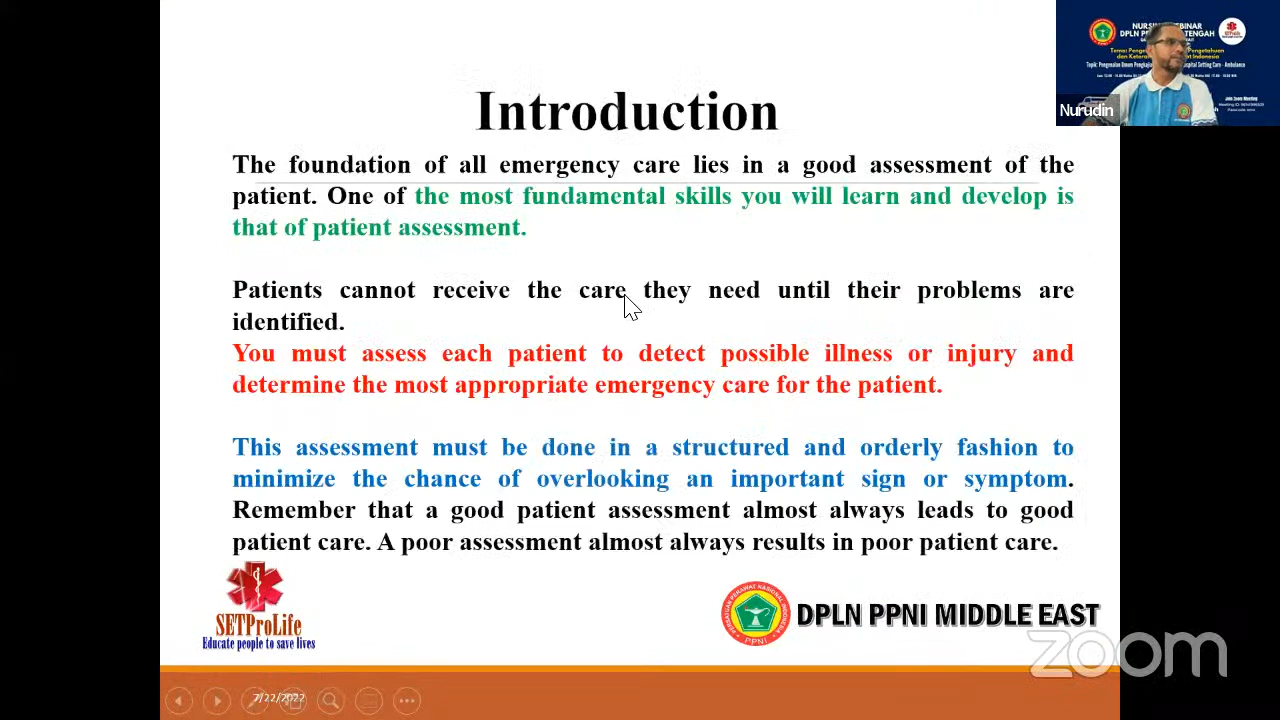 Introduction
The foundation of all emergency care lies in a good assessment of the
patient. One of the most fundamental skills you will learn and develop is
that of patient assessment.
Patients cannot receive the care they need until their problems are
identified.
You must assess each patient to detect possible illness or injury and
determine the most appropriate emergency care for the patient.
This assessment must be done in a structured and orderly fashion to
minimize the chance of overlooking an important sign or symptom.
Remember that a good patient assessment almost always leads to good
patient care. A poor assessment almost always results in poor patient care.
SETProLife
Educate people to save lives
PERSATUAN PERAWAT NASIONAL INDONESIA
PPNI
DPLN PPNI MIDDLE EAST
zoom
7/22/2022
Nurudin